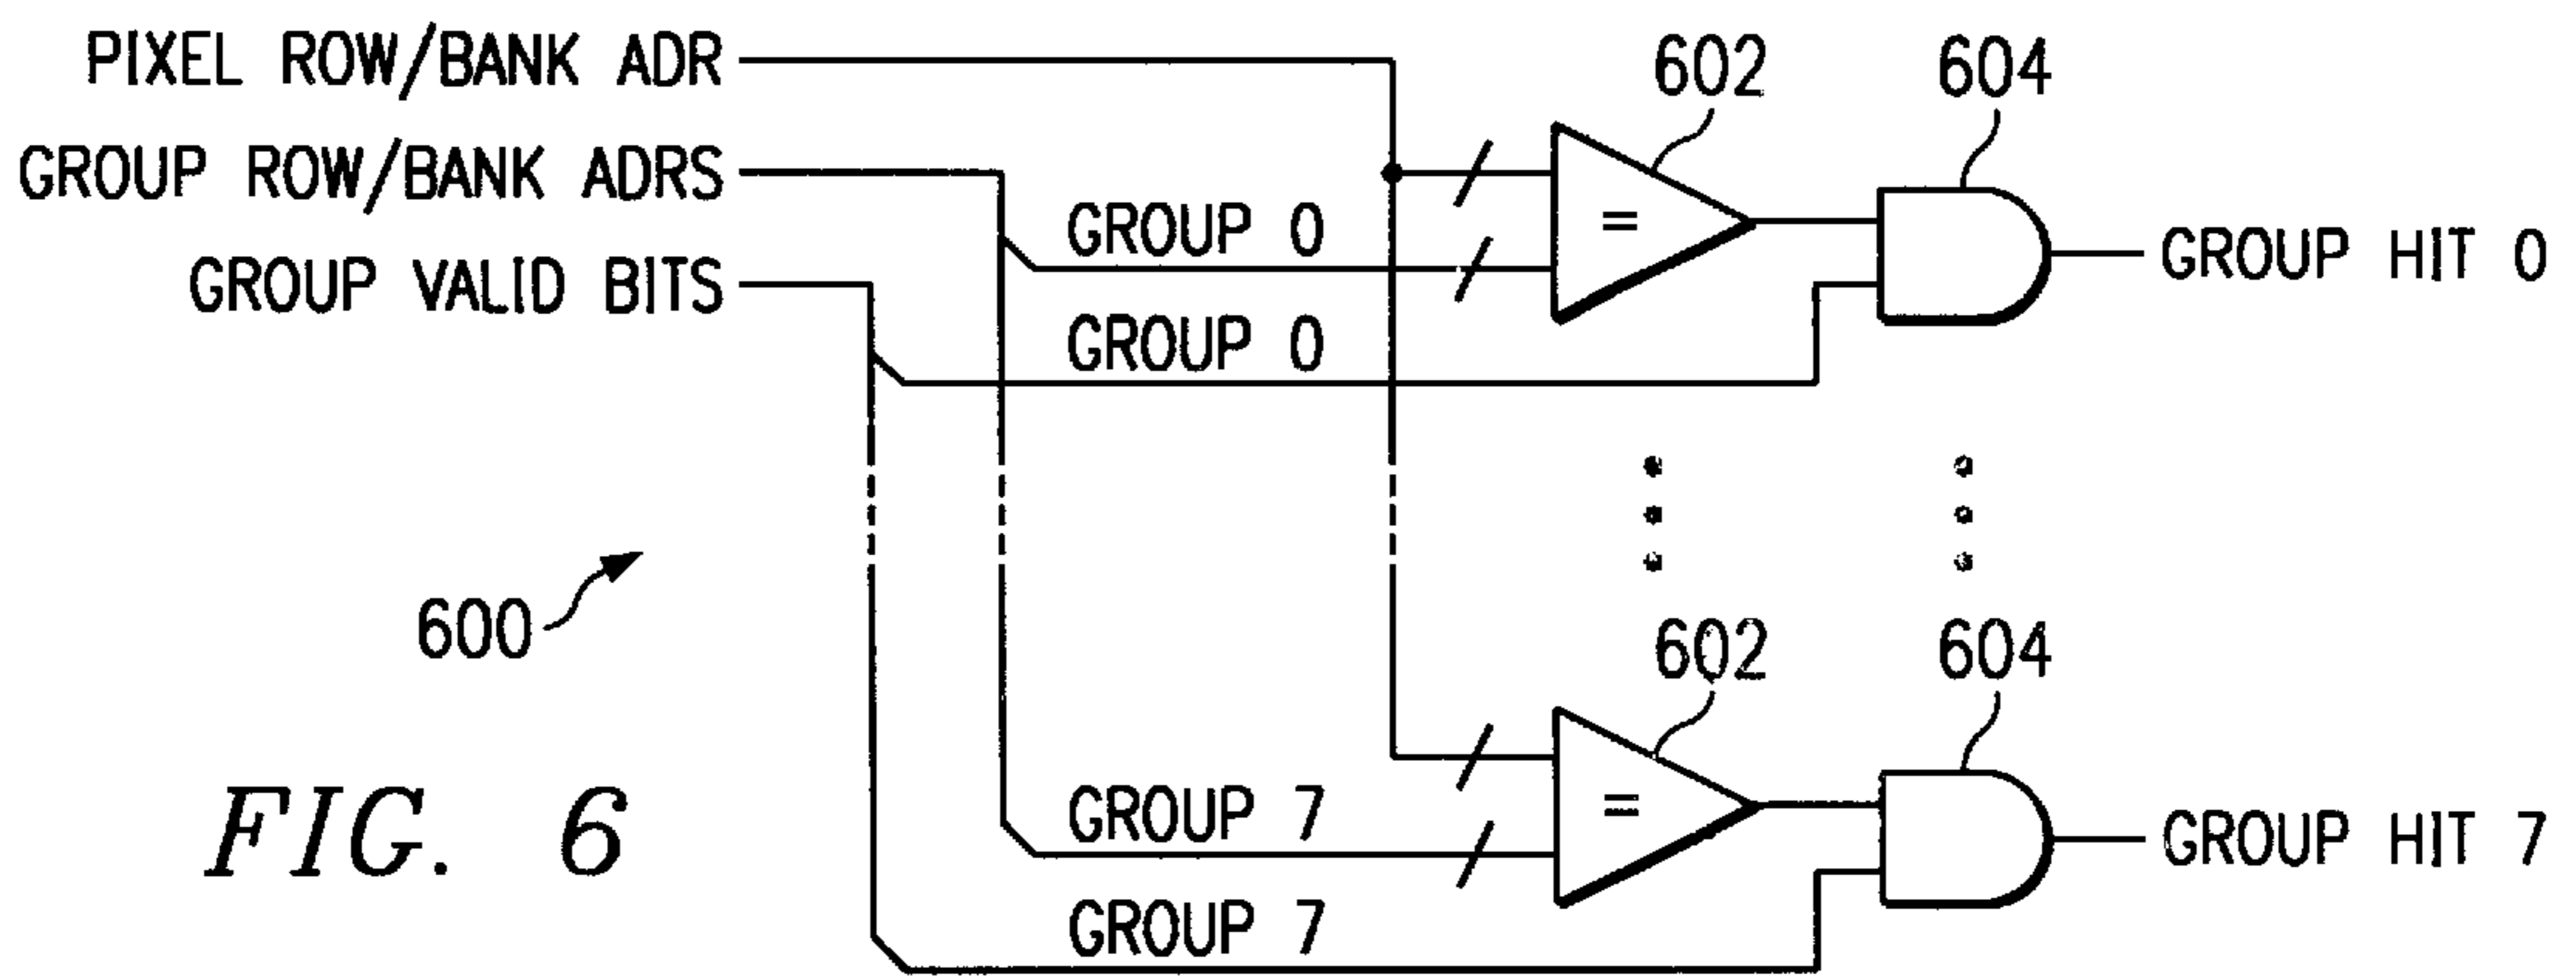 PIXEL ROW/BANK ADR
602
604
GROUP ROW/BANK ADRS
GROUP 0
=
GROUP HIT 0
GROUP VALID BITS
GROUP 0
600
602
604
GROUP 7
=
GROUP HIT 7
FIG. 6
GROUP 7